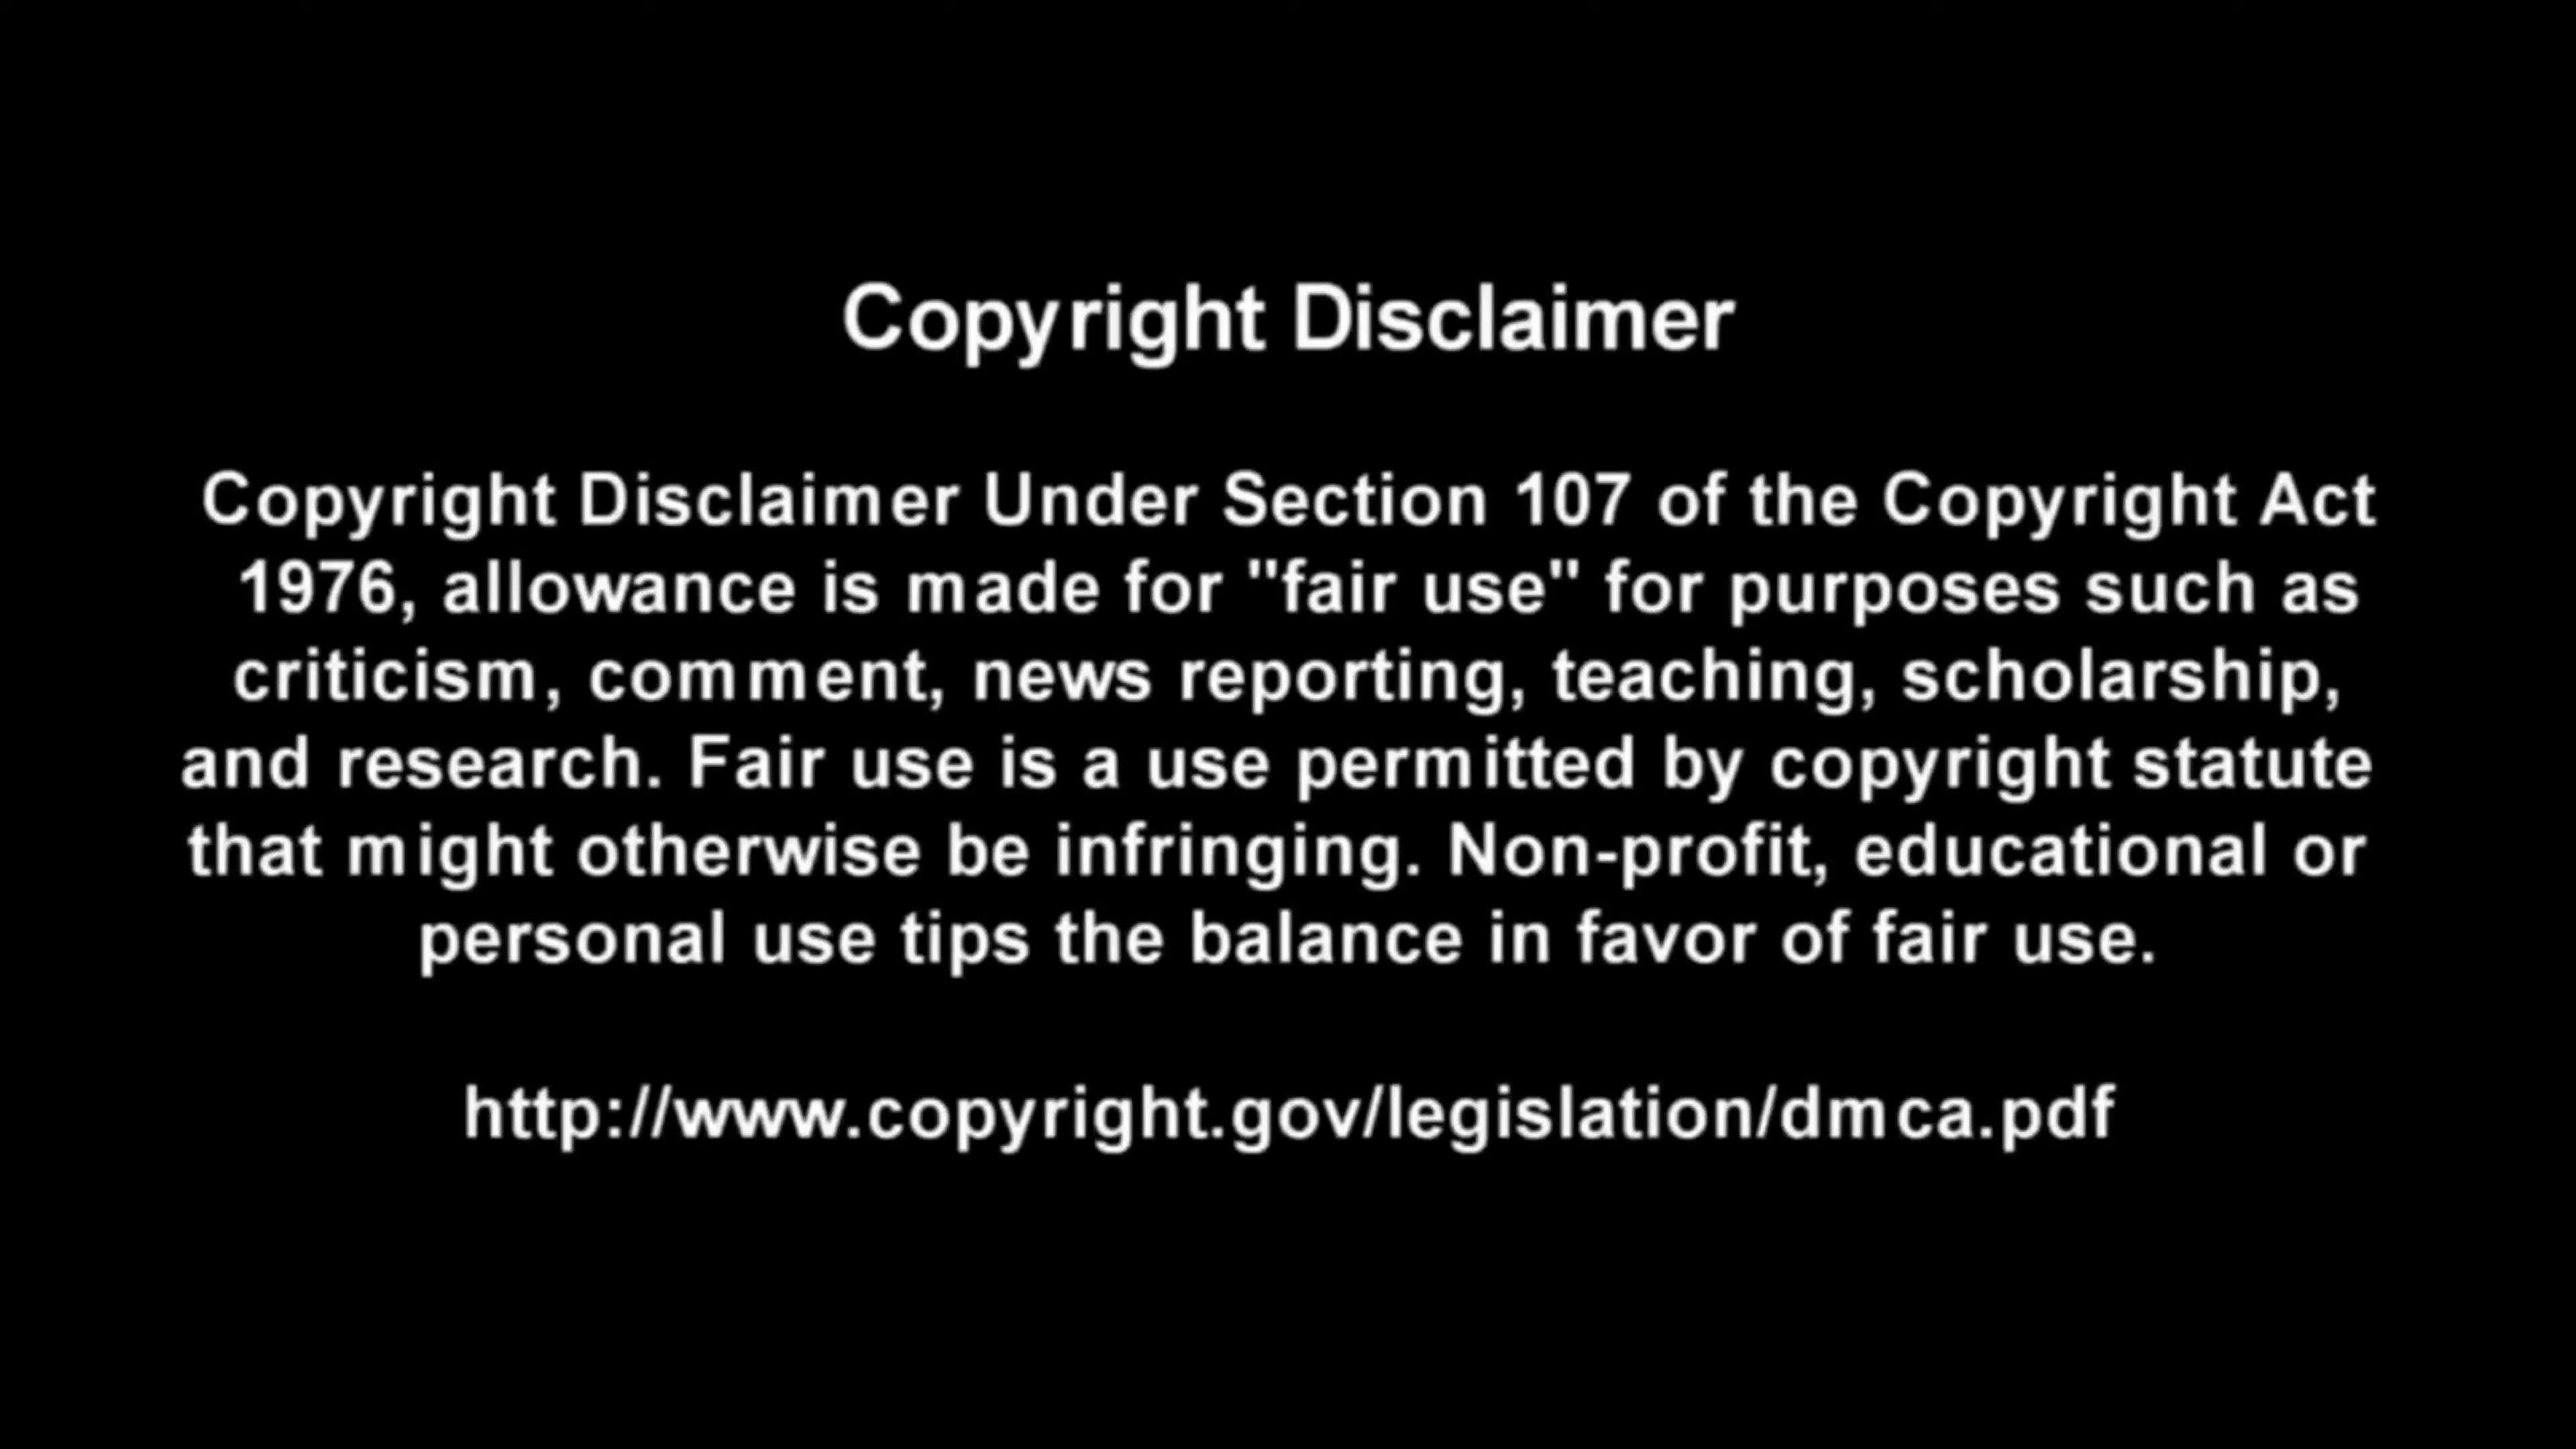 Copyright Disclaimer
Copyright Disclaimer Under Section 107 of the Copyright Act
1976, allowance is made for "fair use" for purposes such as
criticism, comment, news reporting, teaching, scholarship,
and research. Fair use is a use permitted by copyright statute
that might otherwise be infringing. Non-profit, educational or
personal use tips the balance in favor of fair use.
http://www.copyright.gov/legislation/dmca.pdf